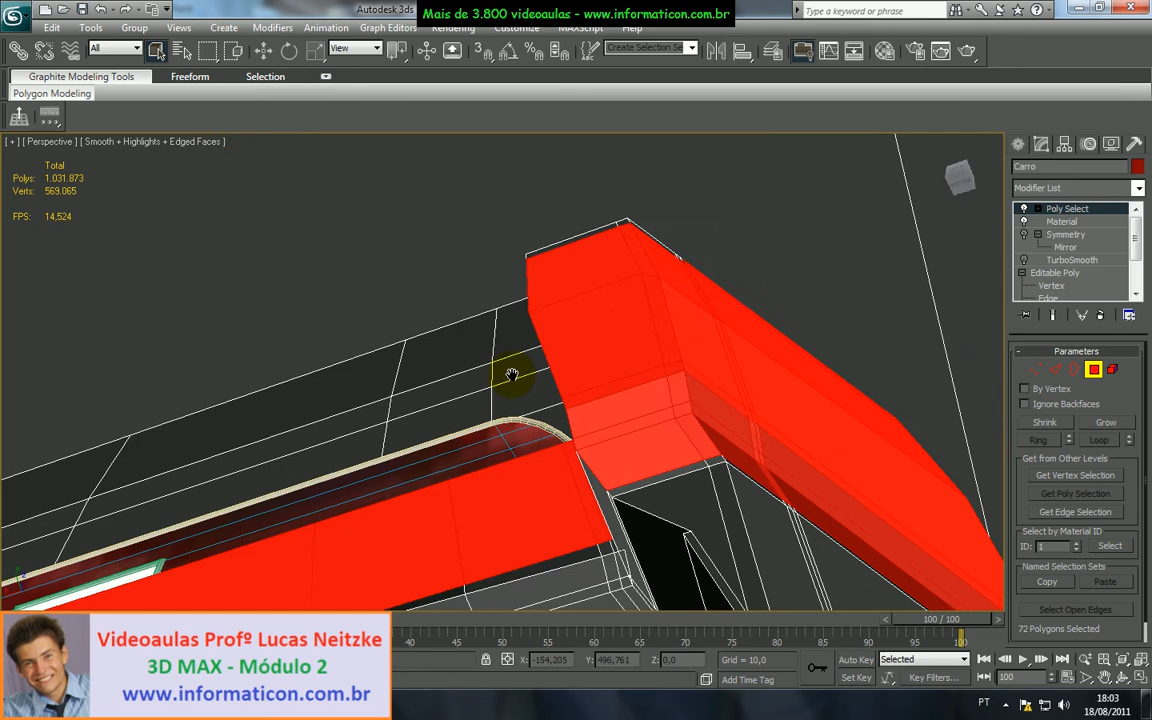 Autodesk 3ds
Mais de 3.800 videoaulas - www.informaticon.com.br
Type a keyword or phrase
Edit Tools Group Views Create Modifiers Animation Graph Editors Rendering Customize MAXScript Help
All View Create Selection Se
Graphite Modeling Tools Freeform Selection
Polygon Modeling
[ + ] [ Perspective ] [ Smooth + Highlights + Edged Faces ]
Total
Polys: 1.031.873
Verts: 569.065
FPS: 14,524
Carro
Modifier List
Poly Select
Material
Symmetry
Mirror
TurboSmooth
Editable Poly
Vertex
Edge
Parameters
By Vertex
Ignore Backfaces
Shrink Grow
Ring Loop
Get from Other Levels
Get Vertex Selection
Get Poly Selection
Get Edge Selection
Select by Material ID
ID: 1 Select
Named Selection Sets
Copy Paste
Select Open Edges
72 Polygons Selected
100 / 100
45 50 55 60 65 70 75 80 85 90 95 100
X: -154,205 Y: 496,761 Z: 0,0 Grid = 10,0
Auto Key Selected
Add Time Tag Set Key Key Filters... 100
Videoaulas Profº Lucas Neitzke
3D MAX - Módulo 2
www.informaticon.com.br
PT 18:03
18/08/2011